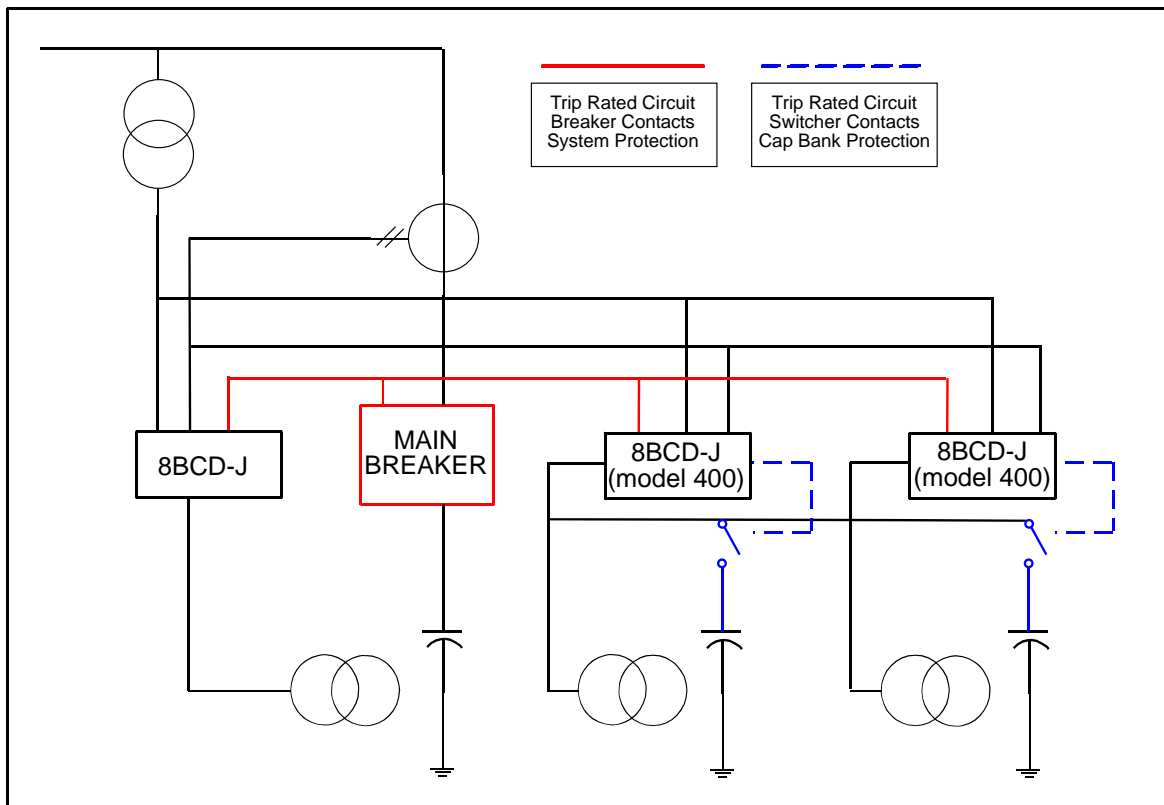 Trip Rated Circuit
Breaker Contacts
System Protection
Trip Rated Circuit
Switcher Contacts
Cap Bank Protection
8BCD-J
MAIN
BREAKER
8BCD-J
(model 400)
8BCD-J
(model 400)